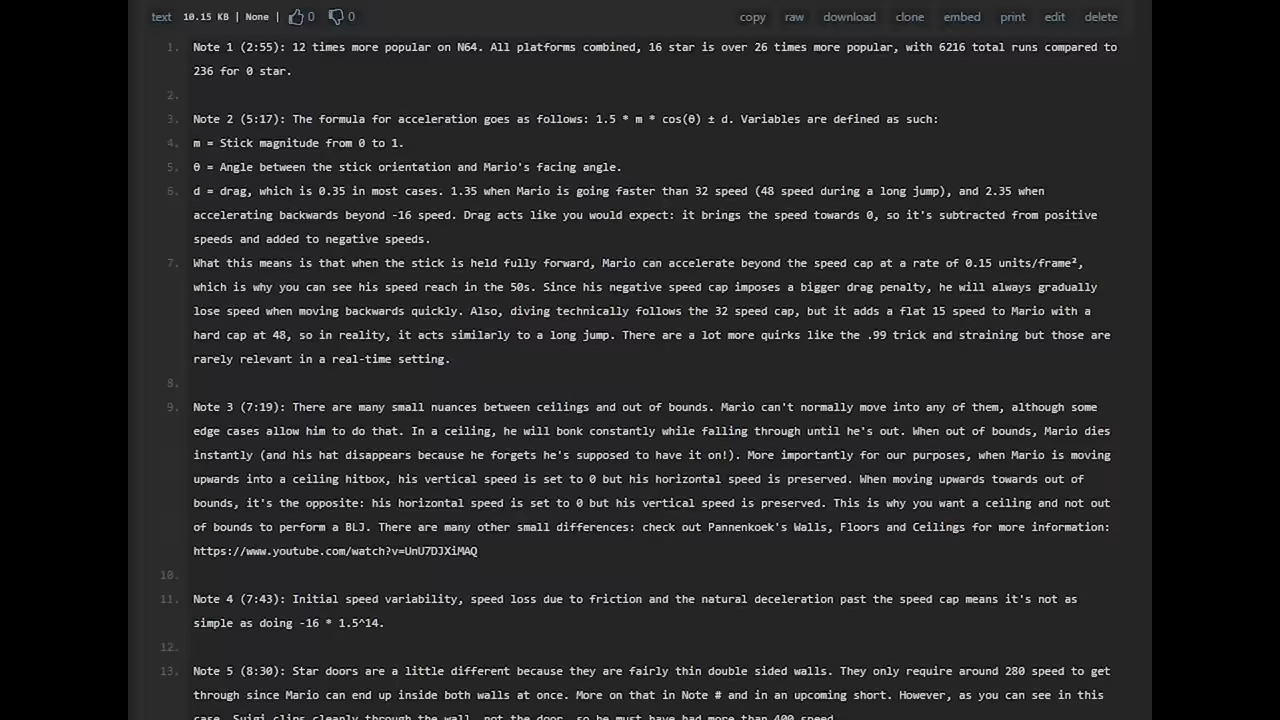 text 10.15 KB | None | 0 0 copy raw download clone embed print edit delete
1. Note 1 (2:55): 12 times more popular on N64. All platforms combined, 16 star is over 26 times more popular, with 6216 total runs compared to
236 for 0 star.
2.
3. Note 2 (5:17): The formula for acceleration goes as follows: 1.5 * m * cos(θ) ± d. Variables are defined as such:
4. m = Stick magnitude from 0 to 1.
5. θ = Angle between the stick orientation and Mario's facing angle.
6. d = drag, which is 0.35 in most cases. 1.35 when Mario is going faster than 32 speed (48 speed during a long jump), and 2.35 when
accelerating backwards beyond -16 speed. Drag acts like you would expect: it brings the speed towards 0, so it's subtracted from positive
speeds and added to negative speeds.
7. What this means is that when the stick is held fully forward, Mario can accelerate beyond the speed cap at a rate of 0.15 units/frame²,
which is why you can see his speed reach in the 50s. Since his negative speed cap imposes a bigger drag penalty, he will always gradually
lose speed when moving backwards quickly. Also, diving technically follows the 32 speed cap, but it adds a flat 15 speed to Mario with a
hard cap at 48, so in reality, it acts similarly to a long jump. There are a lot more quirks like the .99 trick and straining but those are
rarely relevant in a real-time setting.
8.
9. Note 3 (7:19): There are many small nuances between ceilings and out of bounds. Mario can't normally move into any of them, although some
edge cases allow him to do that. In a ceiling, he will bonk constantly while falling through until he's out. When out of bounds, Mario dies
instantly (and his hat disappears because he forgets he's supposed to have it on!). More importantly for our purposes, when Mario is moving
upwards into a ceiling hitbox, his vertical speed is set to 0 but his horizontal speed is preserved. When moving upwards towards out of
bounds, it's the opposite: his horizontal speed is set to 0 but his vertical speed is preserved. This is why you want a ceiling and not out
of bounds to perform a BLJ. There are many other small differences: check out Pannenkoek's Walls, Floors and Ceilings for more information:
https://www.youtube.com/watch?v=UnU7DJXiMAQ
10.
11. Note 4 (7:43): Initial speed variability, speed loss due to friction and the natural deceleration past the speed cap means it's not as
simple as doing -16 * 1.5^14.
12.
13. Note 5 (8:30): Star doors are a little different because they are fairly thin double sided walls. They only require around 280 speed to get
through since Mario can end up inside both walls at once. More on that in Note # and in an upcoming short. However, as you can see in this
case, Suigi clips cleanly through the wall, not the door, so he must have had more than 400 speed.